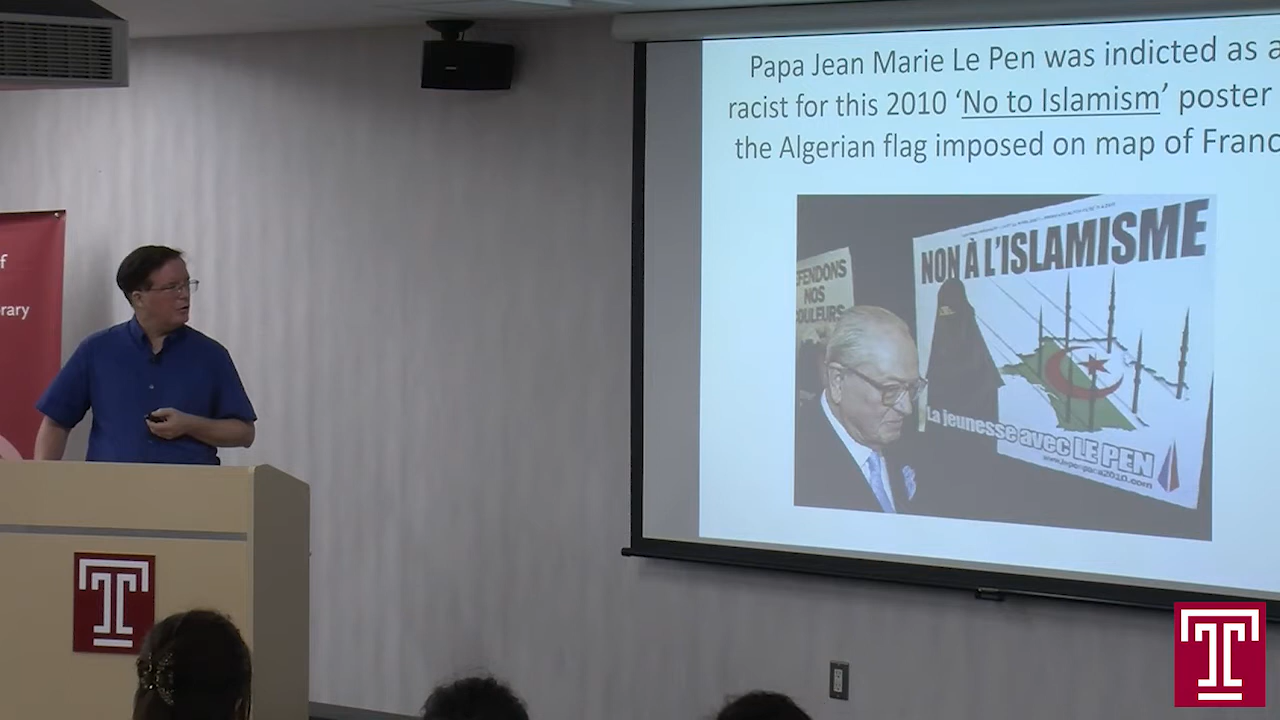 Papa Jean Marie Le Pen was indicted as a
racist for this 2010 ‘No to Islamism’ poster
the Algerian flag imposed on map of Franc
NON À L'ISLAMISME
FENDONS
NOS
OULEURS
La jeunesse avec LE PEN
f
rary
T
T